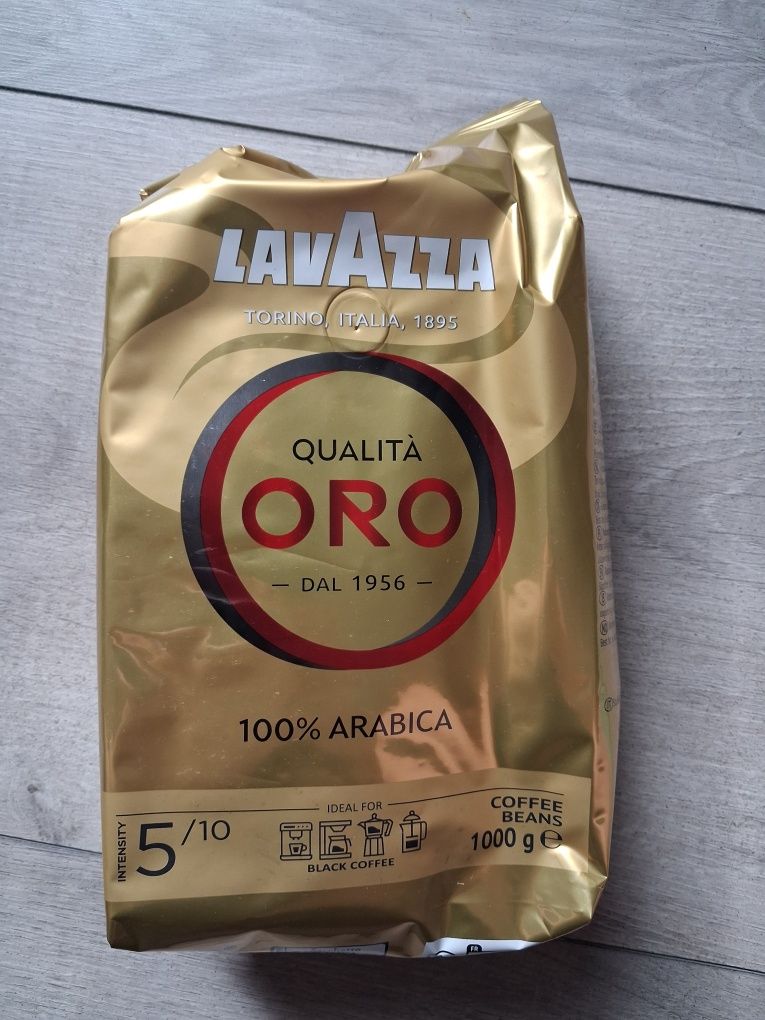 LAVAZZA
TORINO, ITALIA, 1895
QUALITÀ
ORO
— DAL 1956 —
100% ARABICA
INTENSITY
5/10
IDEAL FOR
BLACK COFFEE
COFFEE
BEANS
1000 g ℮
FR